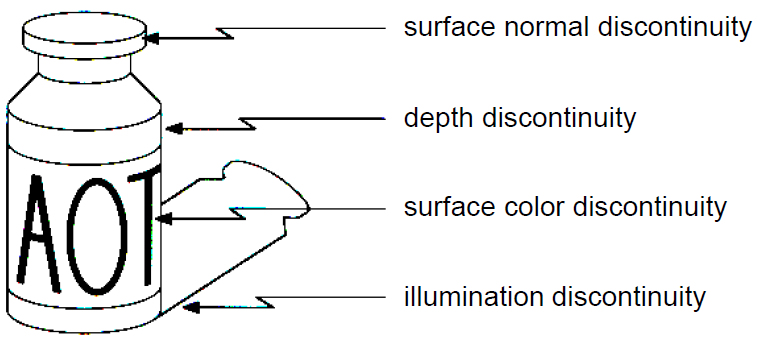 surface normal discontinuity
depth discontinuity
AOT
surface color discontinuity
illumination discontinuity